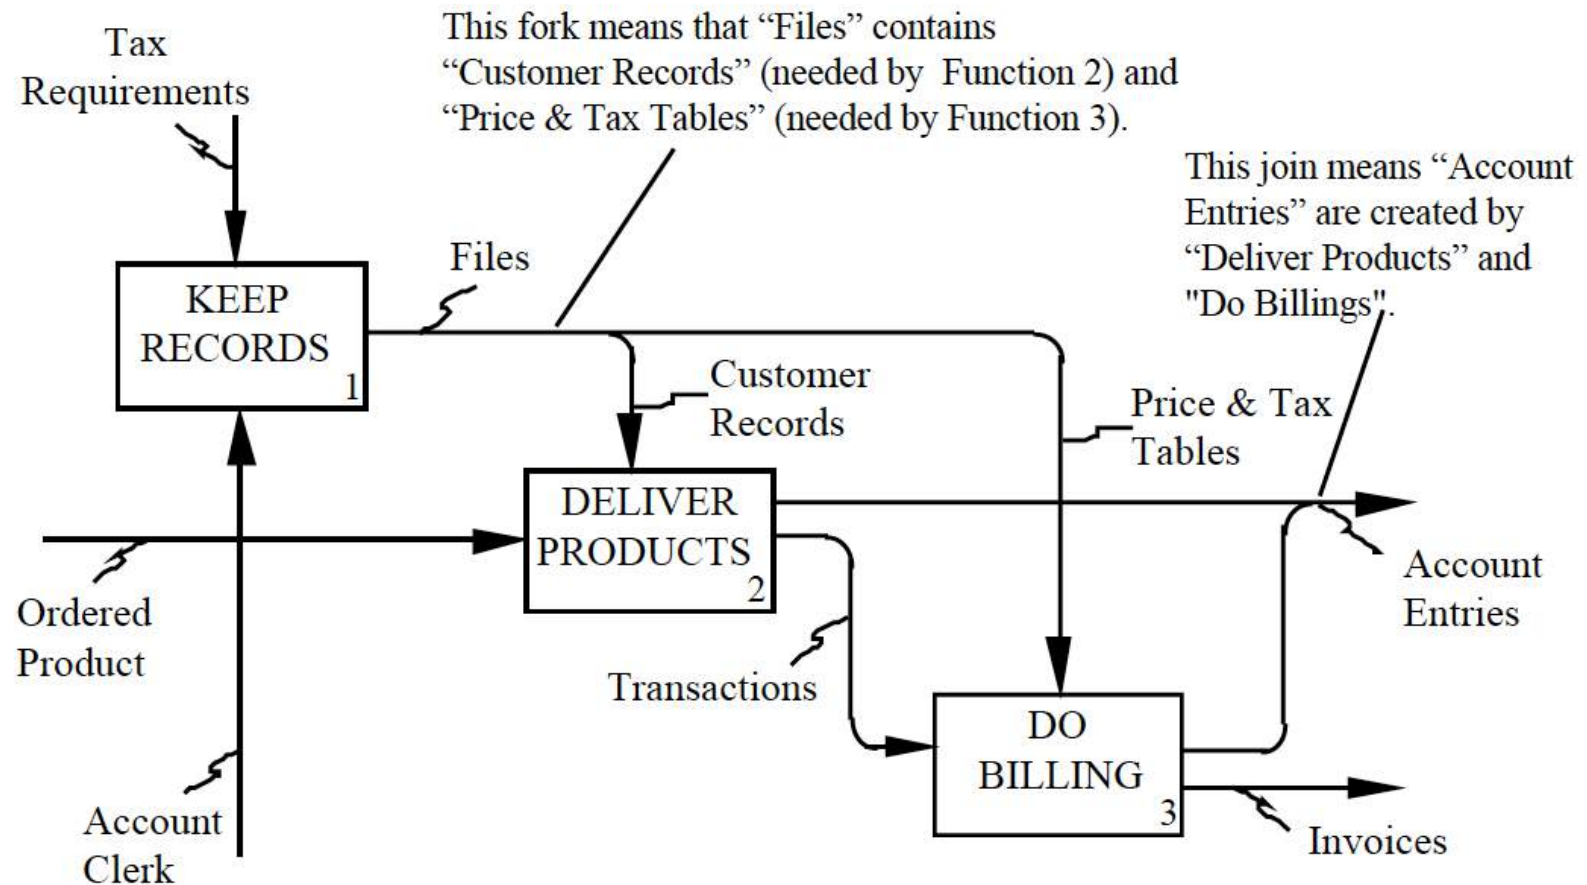 Tax
Requirements
This fork means that “Files” contains
“Customer Records” (needed by  Function 2) and
“Price & Tax Tables” (needed by Function 3).
This join means “Account
Entries” are created by
“Deliver Products” and
"Do Billings".
Files
KEEP
RECORDS
1
Customer
Records
Price & Tax
Tables
DELIVER
PRODUCTS
2
Ordered
Product
Account
Entries
Transactions
DO
BILLING
3
Account
Clerk
Invoices